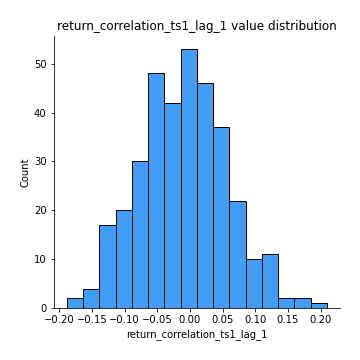 return_correlation_ts1_lag_1 value distribution
50
40
30
20
10
0
Count
−0.20 −0.15 −0.10 −0.05 0.00 0.05 0.10 0.15 0.20
return_correlation_ts1_lag_1